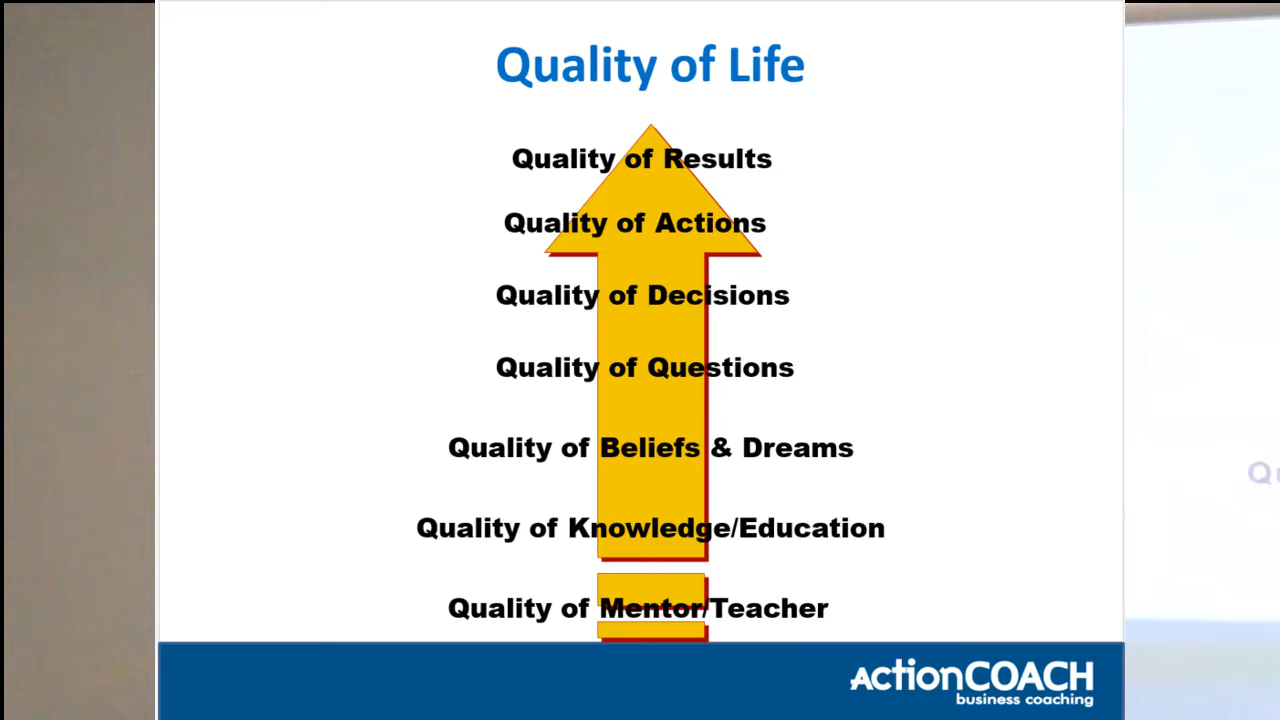 Quality of Life
Quality of Results
Quality of Actions
Quality of Decisions
Quality of Questions
Quality of Beliefs & Dreams
Quality of Knowledge/Education
Quality of Mentor/Teacher
ActionCOACH
business coaching